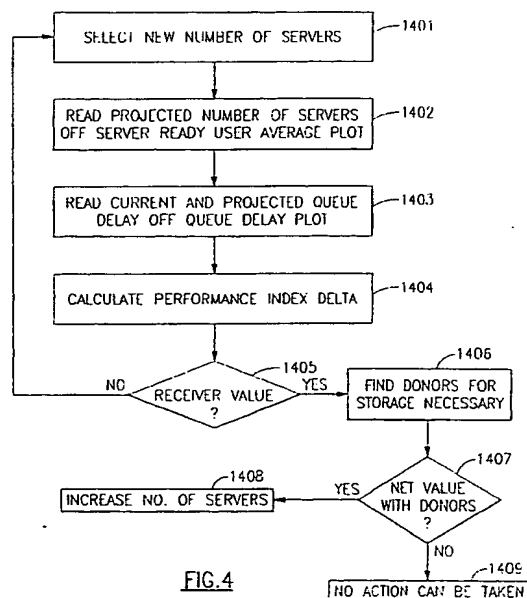 SELECT NEW NUMBER OF SERVERS
1401
READ PROJECTED NUMBER OF SERVERS
OFF SERVER READY USER AVERAGE PLOT
1402
READ CURRENT AND PROJECTED QUEUE
DELAY OFF QUEUE DELAY PLOT
1403
CALCULATE PERFORMANCE INDEX DELTA
1404
1405
NO
RECEIVER VALUE
?
YES
1406
FIND DONORS FOR
STORAGE NECESSARY
1407
NET VALUE
WITH DONORS
?
YES
1408
INCREASE NO. OF SERVERS
NO
1409
NO ACTION CAN BE TAKEN
FIG.4